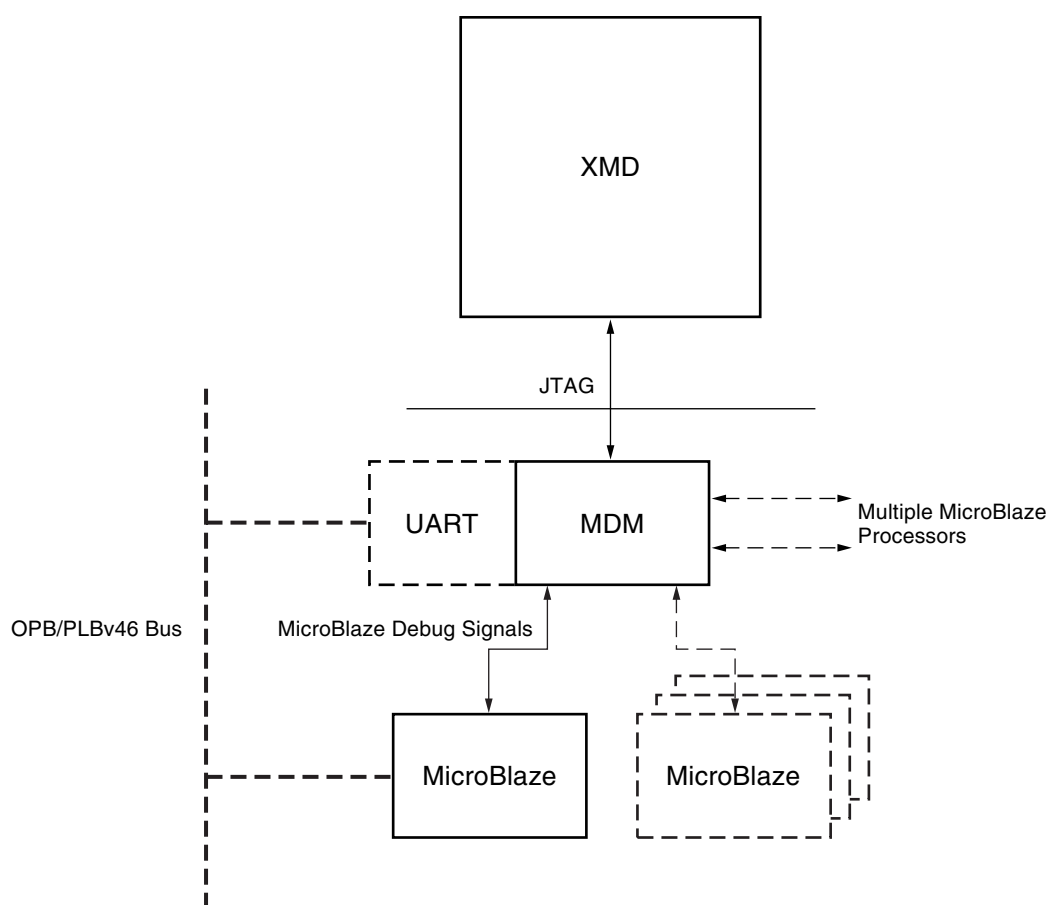 XMD
JTAG
UART
MDM
Multiple MicroBlaze
Processors
OPB/PLBv46 Bus
MicroBlaze Debug Signals
MicroBlaze
MicroBlaze